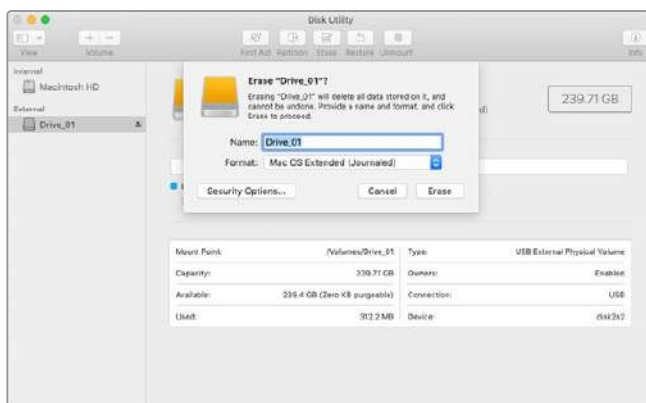 Disk Utility
View
Volume
First Aid Partition Erase Restore Unmount
Info
Internal
Macintosh HD
External
Drive_01
Erase "Drive_01"?
Erasing "Drive_01" will delete all data stored on it, and
cannot be undone. Provide a name and format, and click
Erase to proceed.
239.71 GB
Name: Drive_01
Format: Mac OS Extended (Journaled)
Security Options...
Cancel
Erase
Mount Point: /Volumes/Drive_01
Type: USB External Physical Volume
Capacity: 239.71 GB
Owners: Enabled
Available: 239.4 GB (Zero KB purgeable)
Connection: USB
Used: 312.2 MB
Device: disk2s2